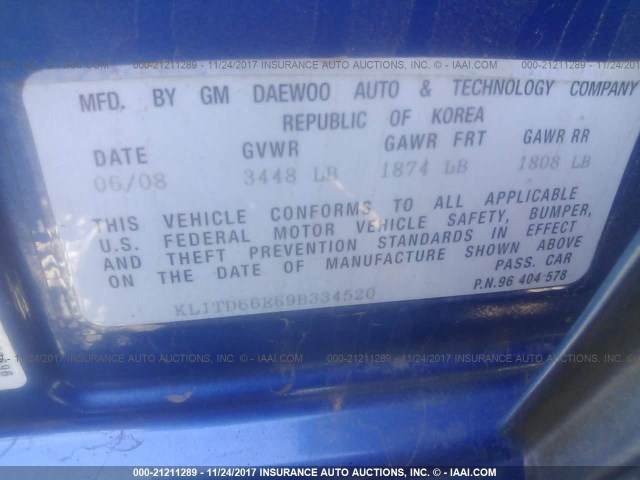 000-21211289 - 11/24/2017 INSURANCE AUTO AUCTIONS, INC. - © IAAI.COM
MFD. BY GM DAEWOO AUTO & TECHNOLOGY COMPANY
REPUBLIC OF KOREA
DATE GVWR GAWR FRT GAWR RR
06/08 3448 LB 1874 LB 1808 LB
THIS VEHICLE CONFORMS TO ALL APPLICABLE
U.S. FEDERAL MOTOR VEHICLE SAFETY, BUMPER,
AND THEFT PREVENTION STANDARDS IN EFFECT
ON THE DATE OF MANUFACTURE SHOWN ABOVE
PASS. CAR
P.N.96 404 578
KL1TD66E69B334520
000-21211289 - 11/24/2017 INSURANCE AUTO AUCTIONS, INC. - © IAAI.COM
000-21211289 - 11/24/2017 INSURANCE AUTO AUCTIONS, INC. - © IAAI.COM